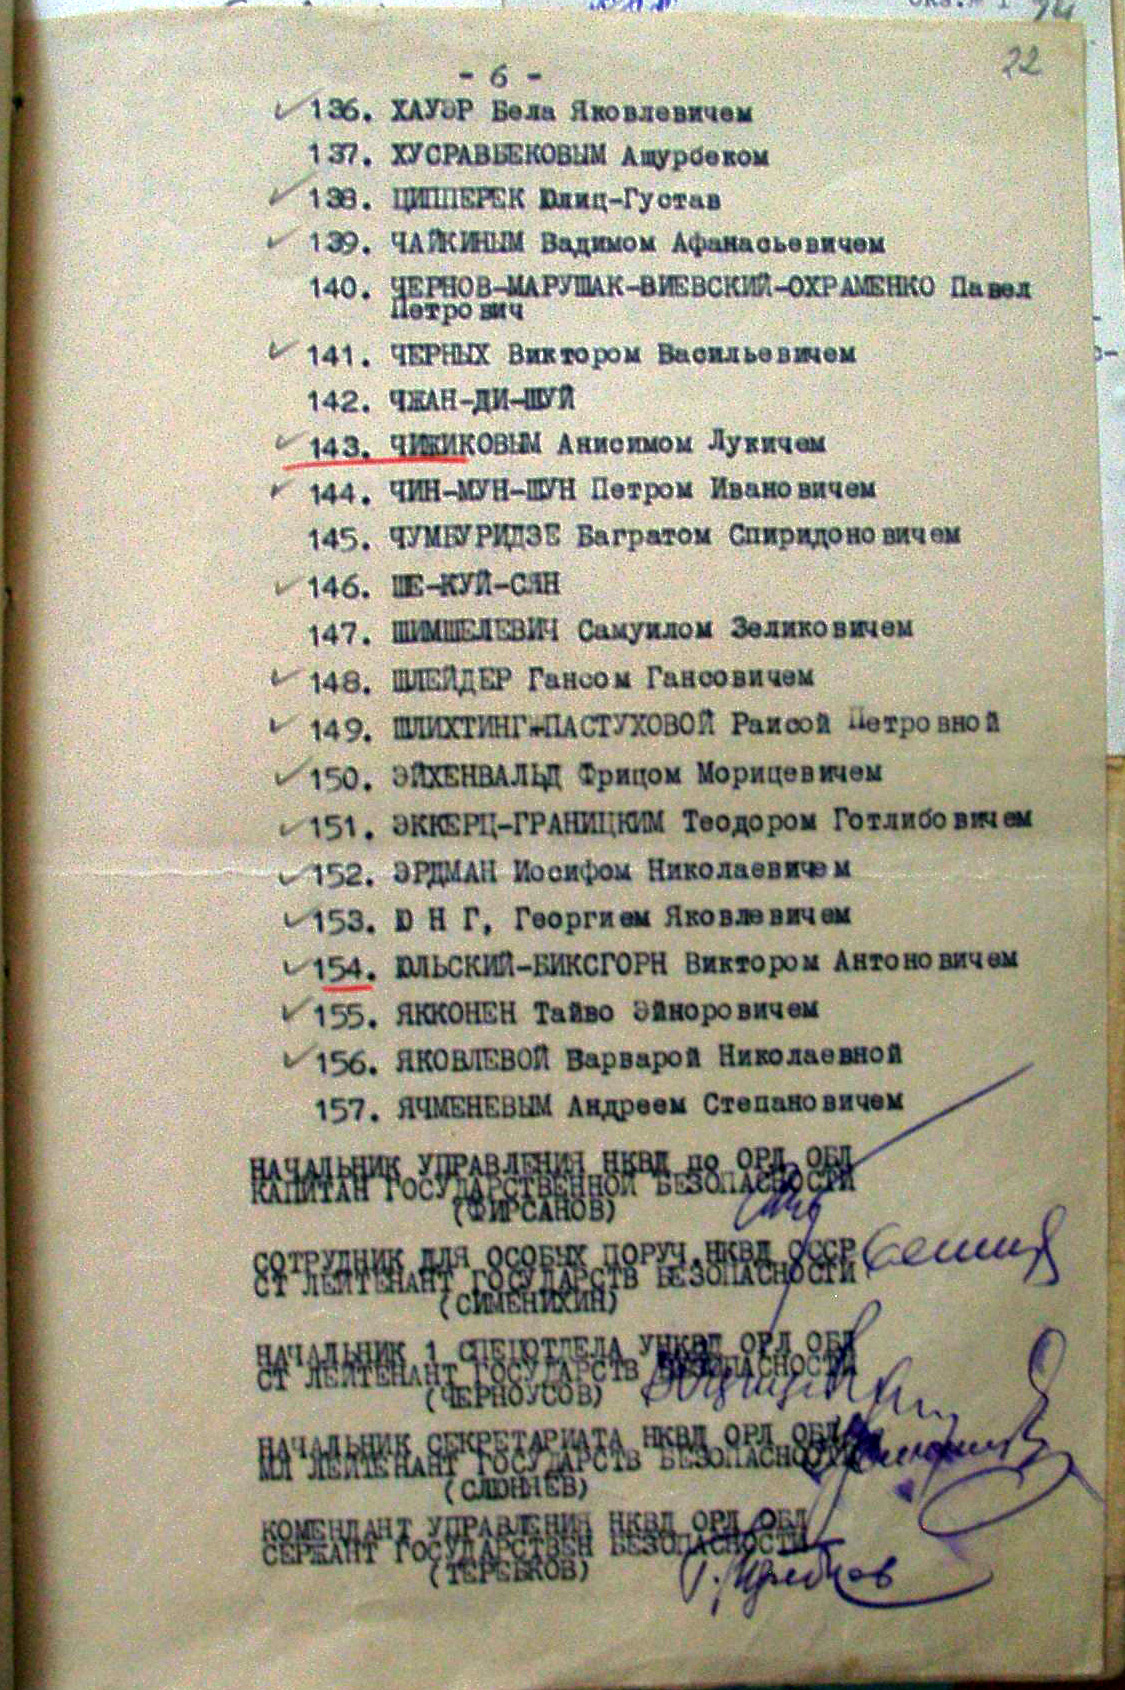 22
- 6 -
136. ХАУЭР Бела Яковлевичем
137. ХУСРАВБЕКОВЫМ Ашурбеком
138. ЦИППЕРЕК Юлиц-Густав
139. ЧАЙКИНЫМ Вадимом Афанасьевичем
140. ЧЕРНОВ-МАРУШАК-ВИЕВСКИЙ-ОХРАМЕНКО Павел
Петрович
141. ЧЕРНЫХ Виктором Васильевичем
142. ЧЖАН-ДИ-ШУЙ
143. ЧИЖИКОВЫМ Анисимом Лукичем
144. ЧИН-МУН-ШУН Петром Ивановичем
145. ЧУМБУРИДЗЕ Багратом Спиридоновичем
146. ШЕ-КУЙ-СЯН
147. ШИМШЕЛЕВИЧ Самуилом Зеликовичем
148. ШЛЕЙДЕР Гансом Гансовичем
149. ШЛИХТИНГ-ПАСТУХОВОЙ Раисой Петровной
150. ЭЙХЕНВАЛЬД Фрицом Морицевичем
151. ЭККЕРЦ-ГРАНИЦКИМ Теодором Готлибовичем
152. ЭРДМАН Иосифом Николаевичем
153. Ю Н Г, Георгием Яковлевичем
154. ЮЛЬСКИЙ-БИКСГОРН Виктором Антоновичем
155. ЯККОНЕН Тайво Эйноровичем
156. ЯКОВЛЕВОЙ Варварой Николаевной
157. ЯЧМЕНЕВЫМ Андреем Степановичем
НАЧАЛЬНИК УПРАВЛЕНИЯ НКВД по ОРЛ ОБЛ
КАПИТАН ГОСУДАРСТВЕННОЙ БЕЗОПАСНОСТИ
(ФИРСАНОВ)
СОТРУДНИК ДЛЯ ОСОБЫХ ПОРУЧ.НКВД СССР
СТ ЛЕЙТЕНАНТ ГОСУДАРСТВ БЕЗОПАСНОСТИ
(СИМЕНИХИН)
НАЧАЛЬНИК 1 СПЕЦОТДЕЛА УНКВД ОРЛ ОБЛ
СТ ЛЕЙТЕНАНТ ГОСУДАРСТВ БЕЗОПАСНОСТИ
(ЧЕРНОУСОВ)
НАЧАЛЬНИК СЕКРЕТАРИАТА НКВД ОРЛ ОБЛ
МЛ ЛЕЙТЕНАНТ ГОСУДАРСТВ БЕЗОПАСНОСТИ
(СЛЮНЯЕВ)
КОМЕНДАНТ УПРАВЛЕНИЯ НКВД ОРЛ ОБЛ
СЕРЖАНТ ГОСУДАРСТВЕН БЕЗОПАСНОСТИ
(ТЕРЕБКОВ)